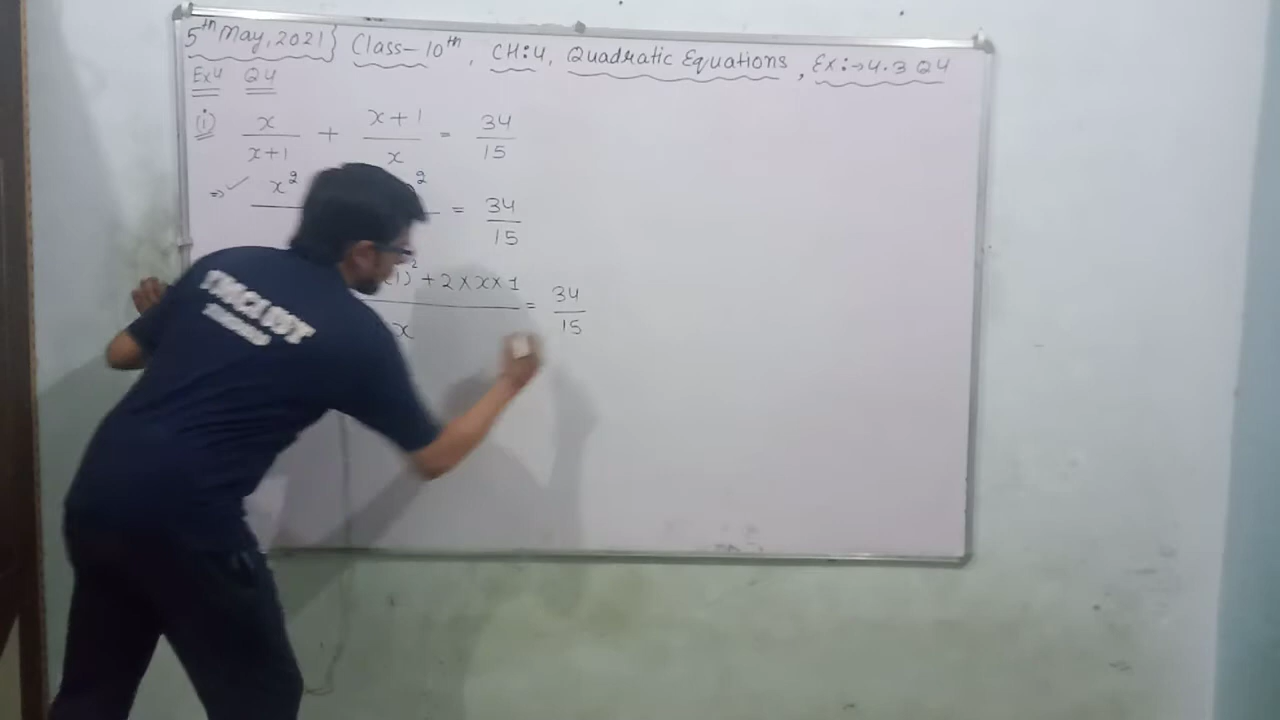 5th May, 2021} Class-10th, CH:4, Quadratic Equations, Ex:→4.3 Q4
Ex4 Q4
(i) x/(x+1) + (x+1)/x = 34/15
⇒ ✓ x² 2 = 34/15
(1)² + 2×x×1 / x = 34/15